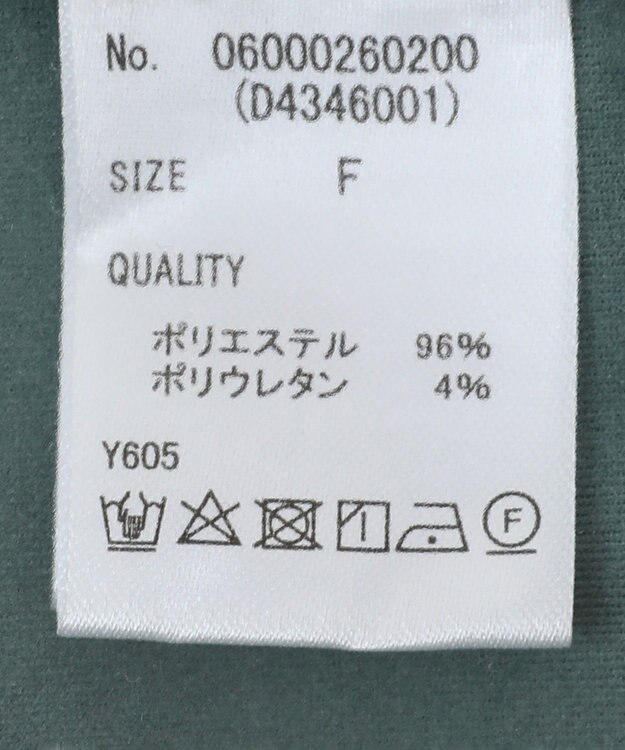 No. 06000260200
(D4346001)
SIZE F
QUALITY
ポリエステル 96%
ポリウレタン 4%
Y605
F